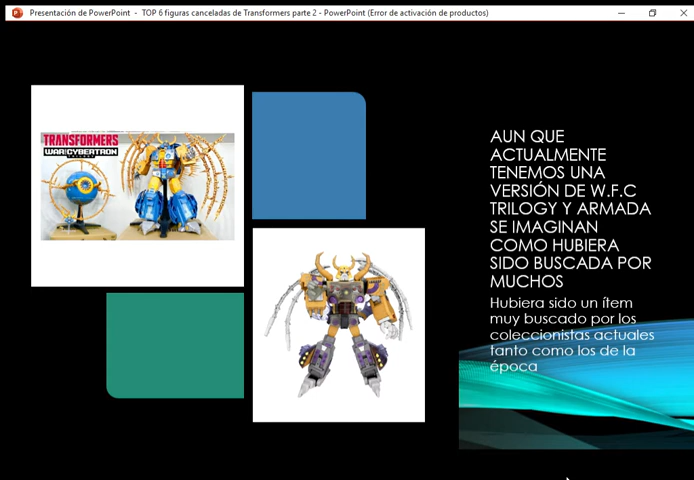 Presentación de PowerPoint - TOP 6 figuras canceladas de Transformers parte 2 - PowerPoint (Error de activación de productos)
TRANSFORMERS
WAR CYBERTRON
AUN QUE
ACTUALMENTE
TENEMOS UNA
VERSIÓN DE W.F.C
TRILOGY Y ARMADA
SE IMAGINAN
COMO HUBIERA
SIDO BUSCADA POR
MUCHOS
Hubiera sido un ítem
muy buscado por los
coleccionistas actuales
tanto como los de la
época